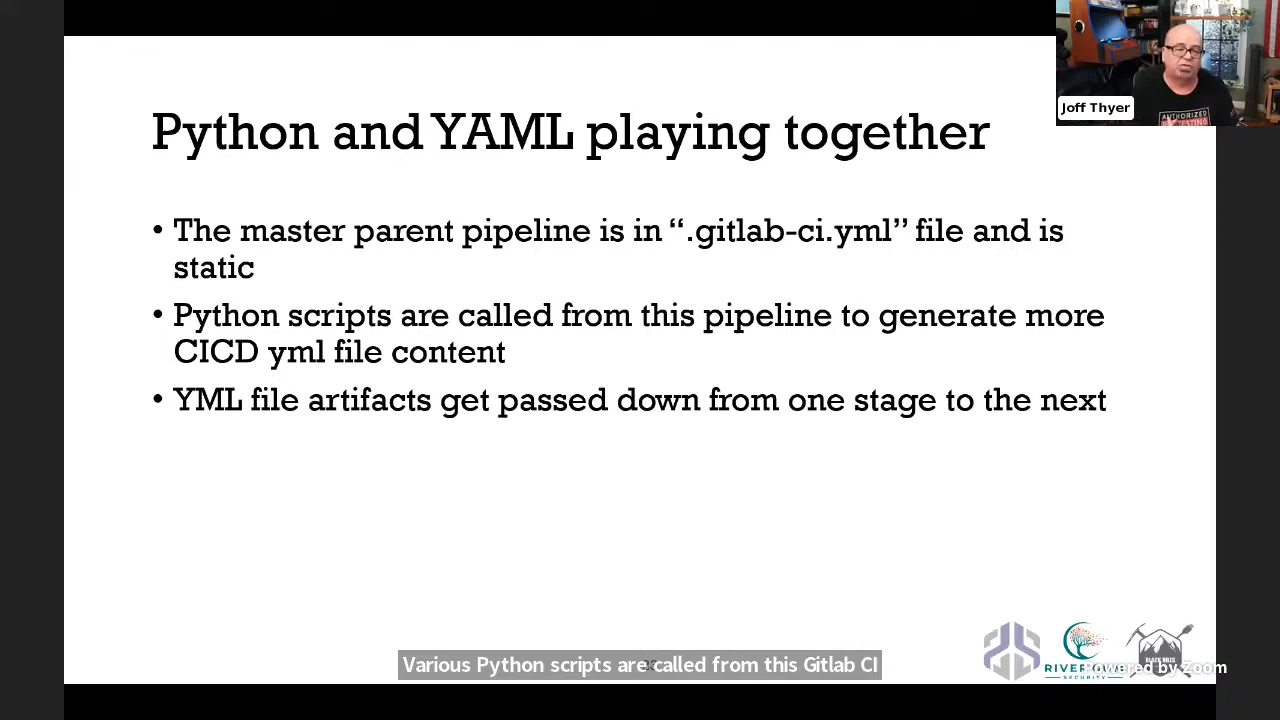 Joff Thyer
AUTHORIZED
Python and YAML playing together
• The master parent pipeline is in “.gitlab-ci.yml” file and is
static
• Python scripts are called from this pipeline to generate more
CICD yml file content
• YML file artifacts get passed down from one stage to the next
Various Python scripts are called from this Gitlab CI
SECURITY
BLACK HILLS
Powered by Zoom